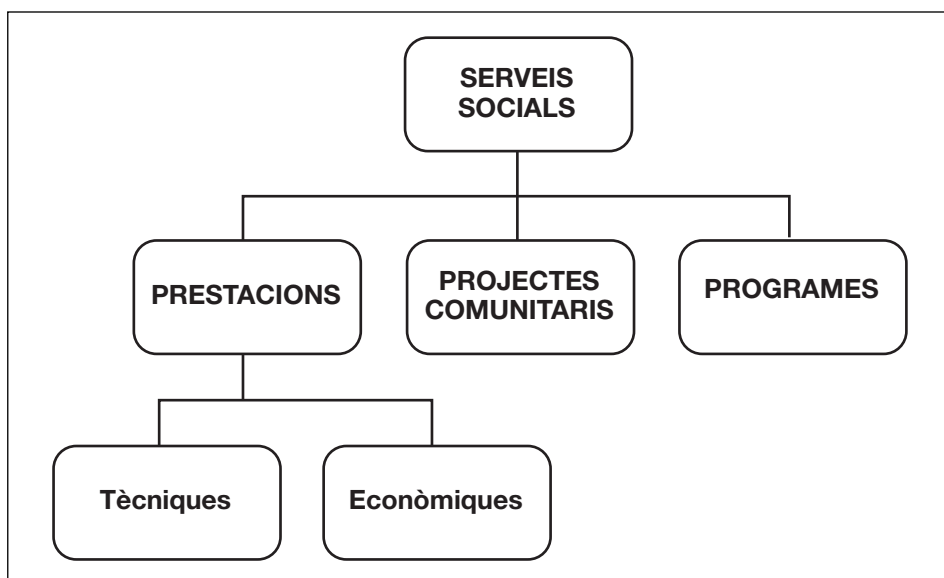 SERVEIS
SOCIALS
PRESTACIONS
PROJECTES
COMUNITARIS
PROGRAMES
Tècniques
Econòmiques